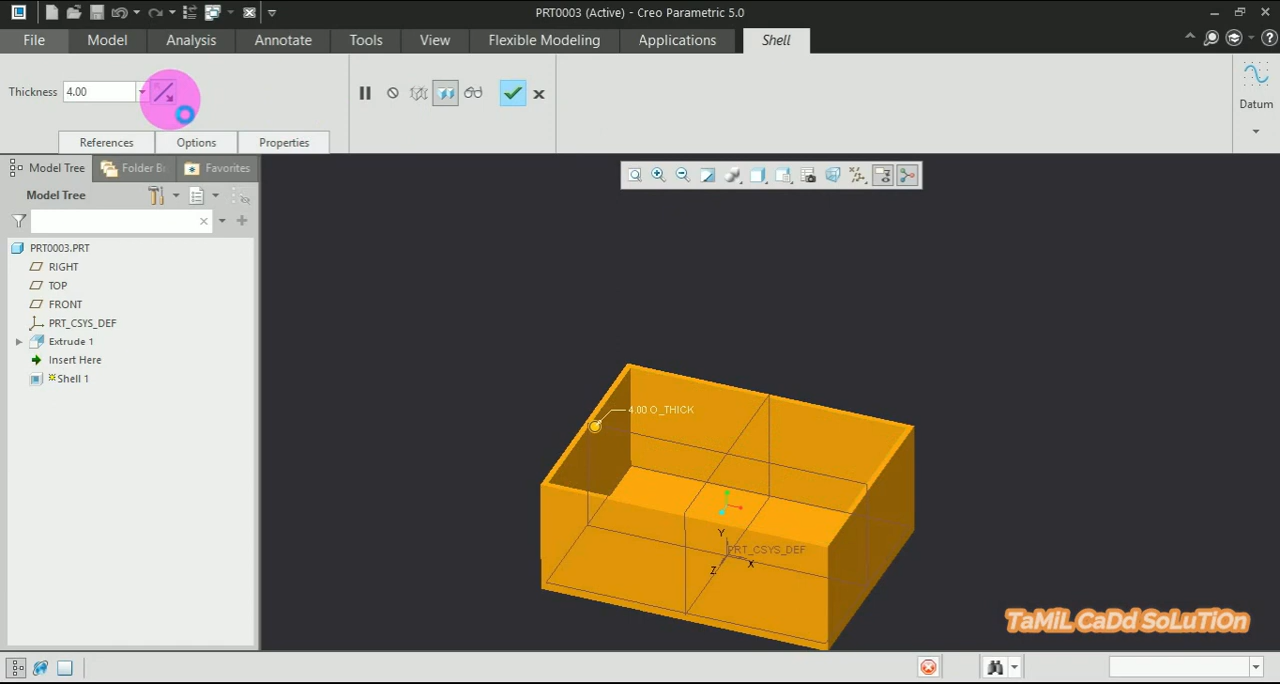 PRT0003 (Active) - Creo Parametric 5.0
File Model Analysis Annotate Tools View Flexible Modeling Applications Shell
Thickness 4.00
Datum
References Options Properties
Model Tree Folder Br Favorites
Model Tree
PRT0003.PRT
RIGHT
TOP
FRONT
PRT_CSYS_DEF
Extrude 1
Insert Here
Shell 1
4.00 O_THICK
Y
PRT_CSYS_DEF
Z X
TaMiL CaDd SoLuTiOn